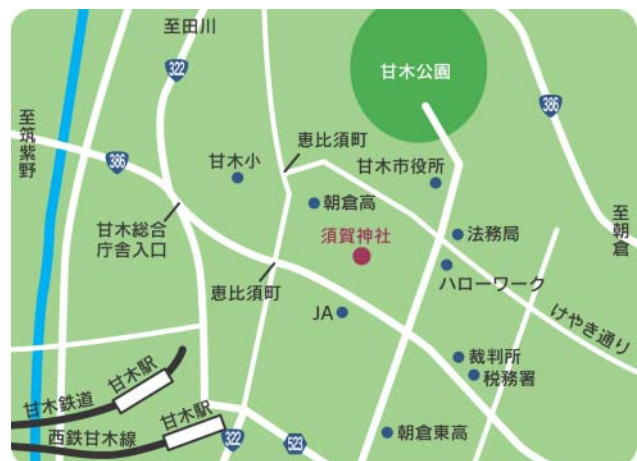 至田川
322
甘木公園
386
至筑紫野
386
恵比須町
甘木小
甘木市役所
朝倉高
至朝倉
甘木総合
庁舎入口
須賀神社
法務局
ハローワーク
恵比須町
JA
けやき通り
裁判所
税務署
甘木駅
甘木鉄道
甘木駅
西鉄甘木線
322
523
朝倉東高